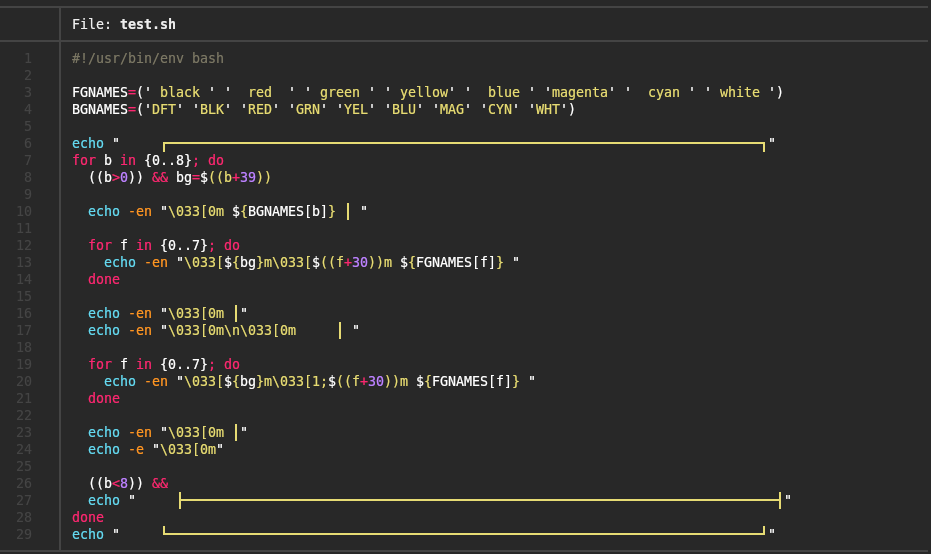 File: test.sh
1 #!/usr/bin/env bash
2
3 FGNAMES=(' black ' '  red  ' ' green ' ' yellow' '  blue ' 'magenta' '  cyan ' ' white ')
4 BGNAMES=('DFT' 'BLK' 'RED' 'GRN' 'YEL' 'BLU' 'MAG' 'CYN' 'WHT')
5
6 echo "     ┌──────────────────────────────────────────────────────────────────────────┐"
7 for b in {0..8}; do
8   ((b>0)) && bg=$((b+39))
9
10   echo -en "\033[0m ${BGNAMES[b]} │ "
11
12   for f in {0..7}; do
13     echo -en "\033[${bg}m\033[$((f+30))m ${FGNAMES[f]} "
14   done
15
16   echo -en "\033[0m │"
17   echo -en "\033[0m\n\033[0m     │ "
18
19   for f in {0..7}; do
20     echo -en "\033[${bg}m\033[1;$((f+30))m ${FGNAMES[f]} "
21   done
22
23   echo -en "\033[0m │"
24   echo -e "\033[0m"
25
26   ((b<8)) &&
27   echo "     ├──────────────────────────────────────────────────────────────────────────┤"
28 done
29 echo "     └──────────────────────────────────────────────────────────────────────────┘"